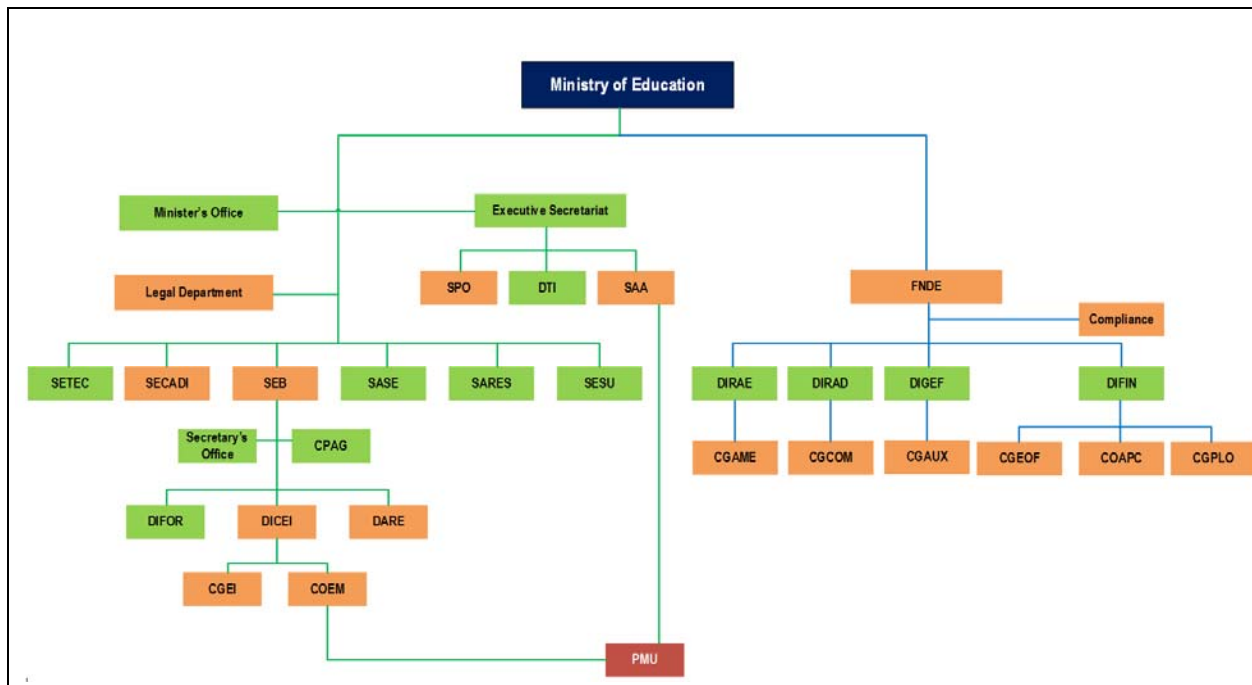 Ministry of Education
Minister's Office
Executive Secretariat
Legal Department
SPO
DTI
SAA
FNDE
Compliance
SETEC
SECADI
SEB
SASE
SARES
SESU
DIRAE
DIRAD
DIGEF
DIFIN
Secretary's
Office
CPAG
CGAME
CGCOM
CGAUX
CGEOF
COAPC
CGPLO
DIFOR
DICEI
DARE
CGEI
COEM
PMU